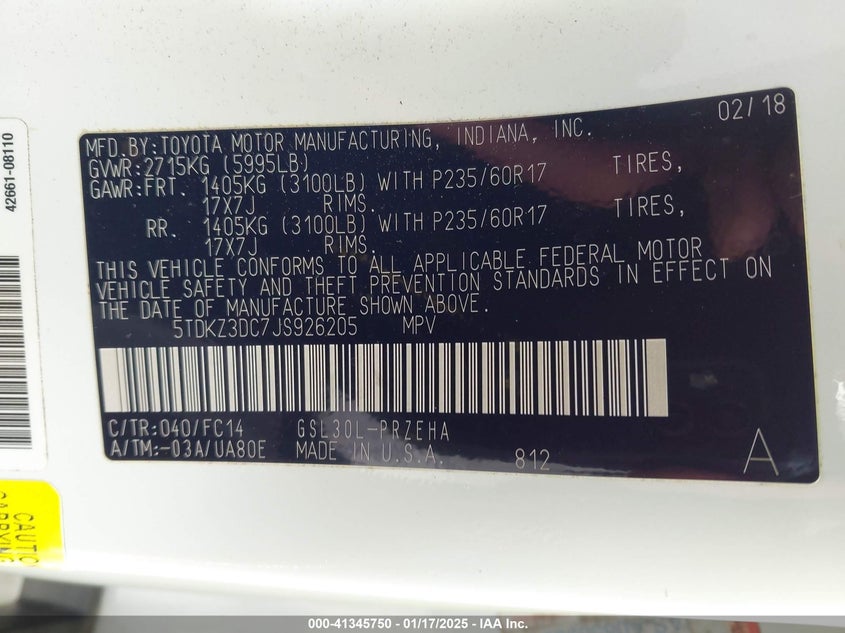 02/18
MFD.BY:TOYOTA MOTOR MANUFACTURING, INDIANA, INC.
GVWR:2715KG (5995LB)
GAWR:FRT. 1405KG (3100LB) WITH P235/60R17 TIRES,
17X7J RIMS.
RR. 1405KG (3100LB) WITH P235/60R17 TIRES,
17X7J RIMS.
THIS VEHICLE CONFORMS TO ALL APPLICABLE FEDERAL MOTOR
VEHICLE SAFETY AND THEFT PREVENTION STANDARDS IN EFFECT ON
THE DATE OF MANUFACTURE SHOWN ABOVE.
5TDKZ3DC7JS926205 MPV
C/TR:040/FC14 GSL30L-PRZEHA
A/TM:-03A/UA80E MADE IN U.S.A. 812 A
42661-08110
000-41345750 — 01/17/2025 — IAA Inc.